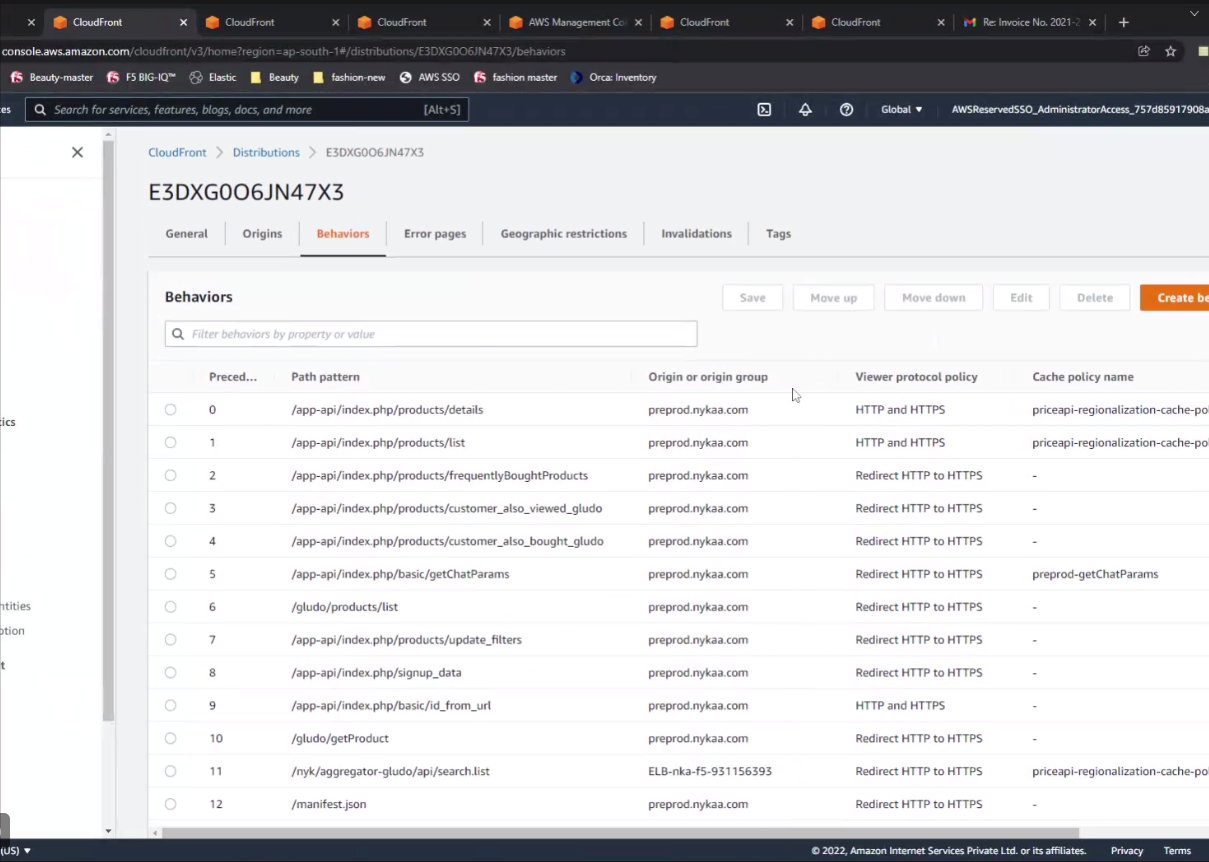 CloudFront CloudFront CloudFront AWS Management Co CloudFront CloudFront Re: Invoice No. 2021-2
console.aws.amazon.com/cloudfront/v3/home?region=ap-south-1#/distributions/E3DXG0O6JN47X3/behaviors
Beauty-master F5 BIG-IQ™ Elastic Beauty fashion-new AWS SSO fashion master Orca: Inventory
es Search for services, features, blogs, docs, and more [Alt+S] Global AWSReservedSSO_AdministratorAccess_757d85917908a
CloudFront > Distributions > E3DXG0O6JN47X3
E3DXG0O6JN47X3
General Origins Behaviors Error pages Geographic restrictions Invalidations Tags
Behaviors Save Move up Move down Edit Delete Create be
Filter behaviors by property or value
Preced... Path pattern Origin or origin group Viewer protocol policy Cache policy name
0 /app-api/index.php/products/details preprod.nykaa.com HTTP and HTTPS priceapi-regionalization-cache-pol
tics
1 /app-api/index.php/products/list preprod.nykaa.com HTTP and HTTPS priceapi-regionalization-cache-pol
2 /app-api/index.php/products/frequentlyBoughtProducts preprod.nykaa.com Redirect HTTP to HTTPS -
3 /app-api/index.php/products/customer_also_viewed_gludo preprod.nykaa.com Redirect HTTP to HTTPS -
4 /app-api/index.php/products/customer_also_bought_gludo preprod.nykaa.com Redirect HTTP to HTTPS -
5 /app-api/index.php/basic/getChatParams preprod.nykaa.com Redirect HTTP to HTTPS preprod-getChatParams
ntities 6 /gludo/products/list preprod.nykaa.com Redirect HTTP to HTTPS -
ption
7 /app-api/index.php/products/update_filters preprod.nykaa.com Redirect HTTP to HTTPS -
t
8 /app-api/index.php/signup_data preprod.nykaa.com Redirect HTTP to HTTPS -
9 /app-api/index.php/basic/id_from_url preprod.nykaa.com HTTP and HTTPS -
10 /gludo/getProduct preprod.nykaa.com Redirect HTTP to HTTPS -
11 /nyk/aggregator-gludo/api/search.list ELB-nka-f5-931156393 Redirect HTTP to HTTPS priceapi-regionalization-cache-pol
12 /manifest.json preprod.nykaa.com Redirect HTTP to HTTPS -
(US) © 2022, Amazon Internet Services Private Ltd. or its affiliates. Privacy Terms